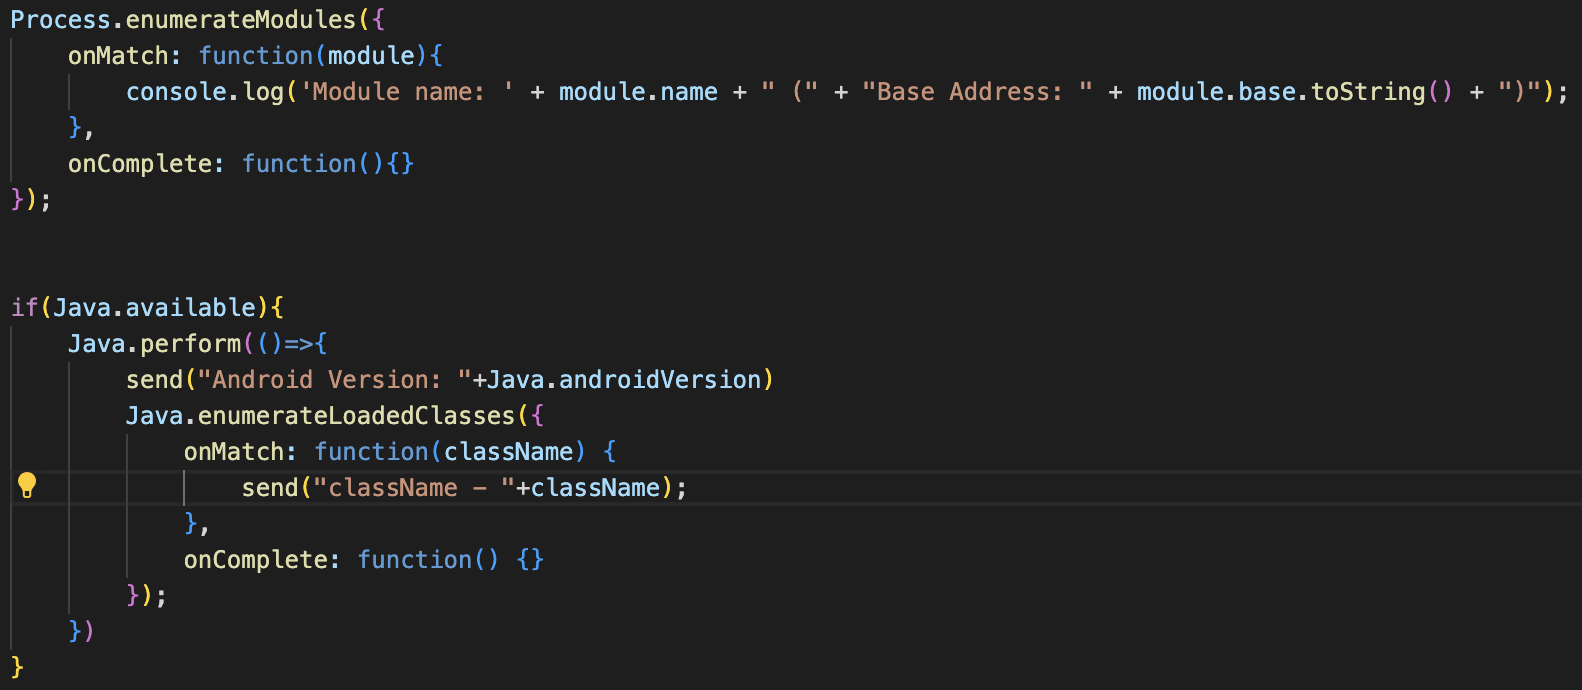 Process.enumerateModules({
    onMatch: function(module){
        console.log('Module name: ' + module.name + " (" + "Base Address: " + module.base.toString() + ")");
    },
    onComplete: function(){}
});
if(Java.available){
    Java.perform(()=>{
        send("Android Version: "+Java.androidVersion)
        Java.enumerateLoadedClasses({
            onMatch: function(className) {
                send("className - "+className);
            },
            onComplete: function() {}
        });
    })
}